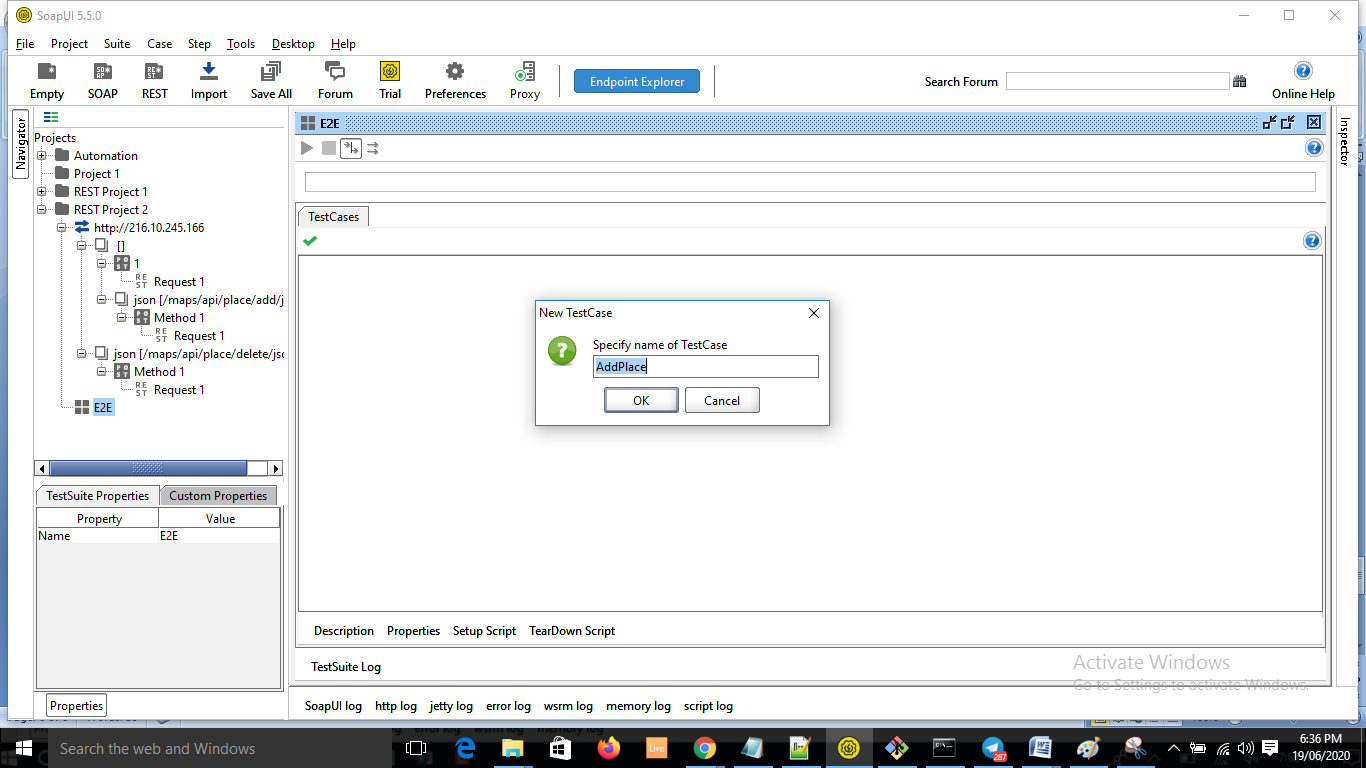 SoapUI 5.5.0
File Project Suite Case Step Tools Desktop Help
Empty SOAP REST Import Save All Forum Trial Preferences Proxy Endpoint Explorer Search Forum Online Help
Navigator
Inspector
Projects
Automation
Project 1
REST Project 1
REST Project 2
http://216.10.245.166
[]
1
Request 1
json [/maps/api/place/add/j
Method 1
Request 1
json [/maps/api/place/delete/jso
Method 1
Request 1
E2E
TestSuite Properties Custom Properties
Property Value
Name E2E
Properties
E2E
TestCases
New TestCase
Specify name of TestCase
AddPlace
OK Cancel
Description Properties Setup Script TearDown Script
TestSuite Log
Activate Windows
Go to Settings to activate Windows.
SoapUI log http log jetty log error log wsrm log memory log script log
Search the web and Windows
Live
287
6:36 PM
19/06/2020